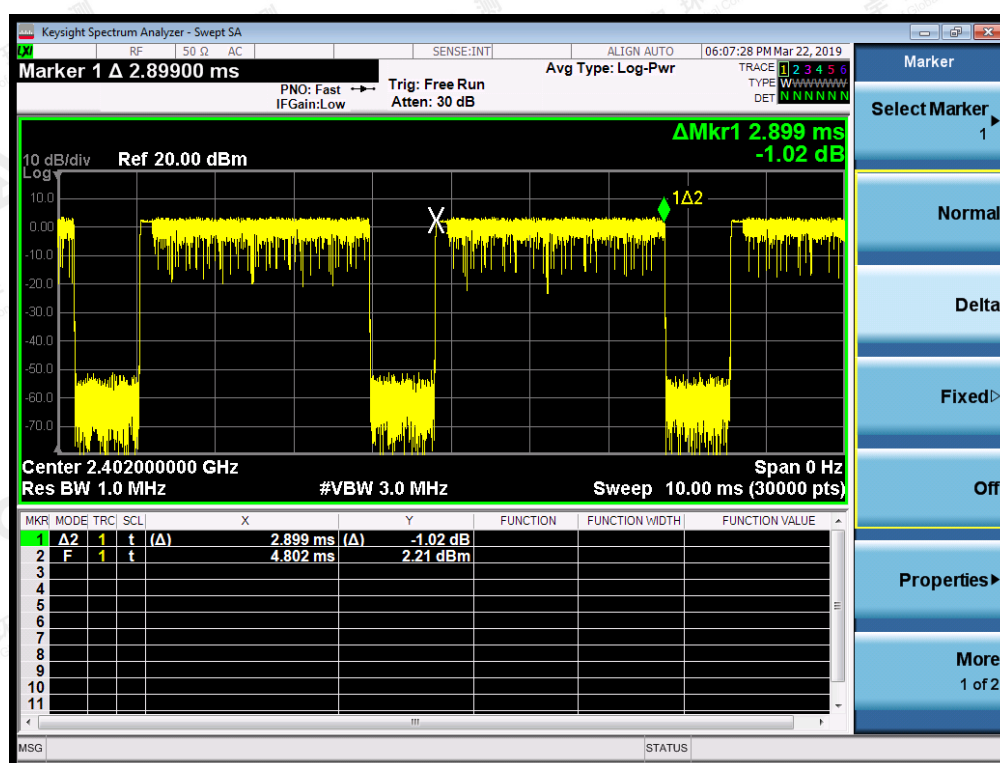 Keysight Spectrum Analyzer - Swept SA
LXI RF 50 Ω AC SENSE:INT ALIGN AUTO 06:07:28 PM Mar 22, 2019
Marker 1 Δ 2.89900 ms
PNO: Fast
IFGain:Low
Trig: Free Run
Atten: 30 dB
Avg Type: Log-Pwr
TRACE 1 2 3 4 5 6
TYPE WWWWWW
DET N N N N N N
ΔMkr1 2.899 ms
-1.02 dB
10 dB/div Ref 20.00 dBm
Log
10.0
0.00
-10.0
-20.0
-30.0
-40.0
-50.0
-60.0
-70.0
X
1Δ2
Center 2.402000000 GHz Span 0 Hz
Res BW 1.0 MHz #VBW 3.0 MHz Sweep 10.00 ms (30000 pts)
MKR MODE TRC SCL X Y FUNCTION FUNCTION WIDTH FUNCTION VALUE
1 Δ2 1 t (Δ) 2.899 ms (Δ) -1.02 dB
2 F 1 t 4.802 ms 2.21 dBm
3
4
5
6
7
8
9
10
11
MSG STATUS
Marker
Select Marker
1
Normal
Delta
Fixed
Off
Properties
More
1 of 2